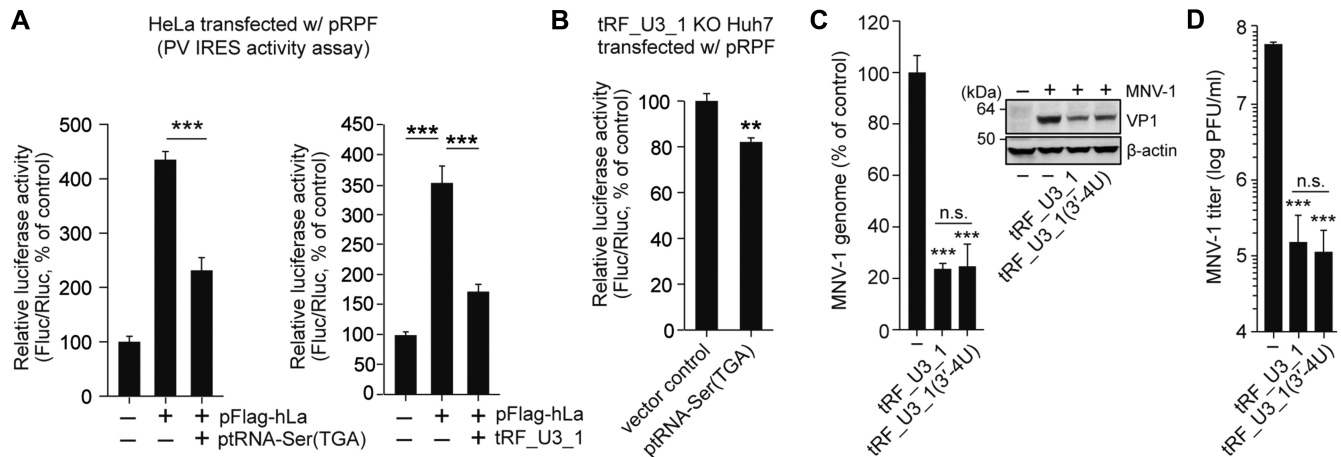 A
HeLa transfected w/ pRPF
(PV IRES activity assay)
Relative luciferase activity
(Fluc/Rluc, % of control)
500
400
300
200
100
0
***
– + + pFlag-hLa
– – + ptRNA-Ser(TGA)
Relative luciferase activity
(Fluc/Rluc, % of control)
450
400
350
300
250
200
150
100
50
0
*** ***
– + + pFlag-hLa
– – + tRF_U3_1
B
tRF_U3_1 KO Huh7
transfected w/ pRPF
Relative luciferase activity
(Fluc/Rluc, % of control)
100
80
60
40
20
0
**
vector control
ptRNA-Ser(TGA)
C
MNV-1 genome (% of control)
120
100
80
60
40
20
0
n.s.
*** ***
–
tRF_U3_1
tRF_U3_1(3′-4U)
(kDa) – + + + MNV-1
64
50
VP1
β-actin
– –
tRF_U3_1
tRF_U3_1(3′-4U)
D
MNV-1 titer (log PFU/ml)
8
7
6
5
4
n.s.
*** ***
–
tRF_U3_1
tRF_U3_1(3′-4U)